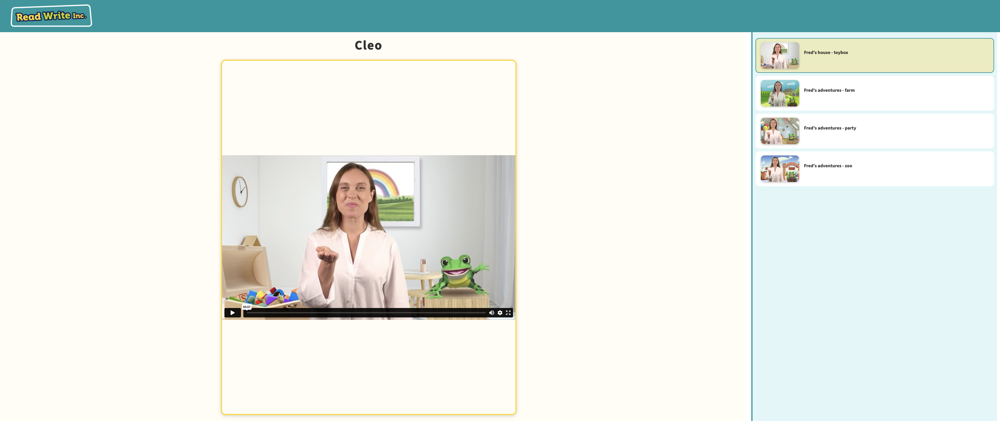 Read Write Inc.
Cleo
03:57
Fred's house - toybox
Fred's adventures - farm
Fred’s adventures - party
Fred's adventures - zoo